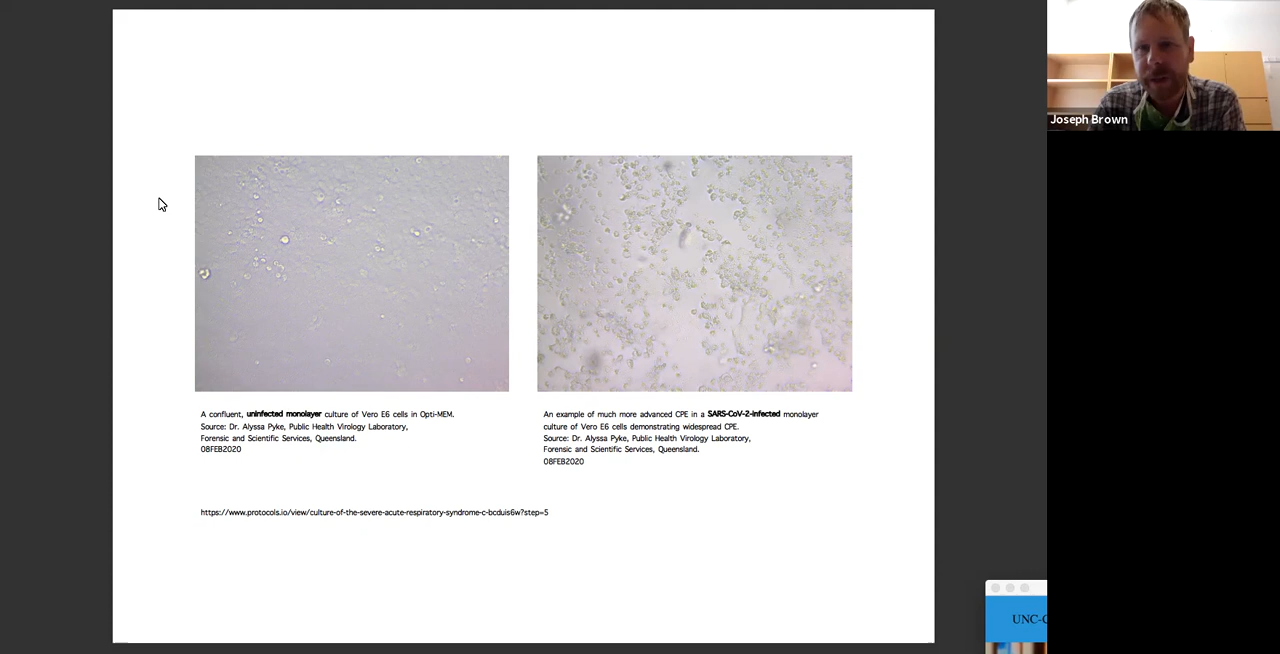 Joseph Brown
A confluent, uninfected monolayer culture of Vero E6 cells in Opti-MEM.
Source: Dr. Alyssa Pyke, Public Health Virology Laboratory,
Forensic and Scientific Services, Queensland.
08FEB2020
An example of much more advanced CPE in a SARS-CoV-2-infected monolayer
culture of Vero E6 cells demonstrating widespread CPE.
Source: Dr. Alyssa Pyke, Public Health Virology Laboratory,
Forensic and Scientific Services, Queensland.
08FEB2020
https://www.protocols.io/view/culture-of-the-severe-acute-respiratory-syndrome-c-bcduis6w?step=5